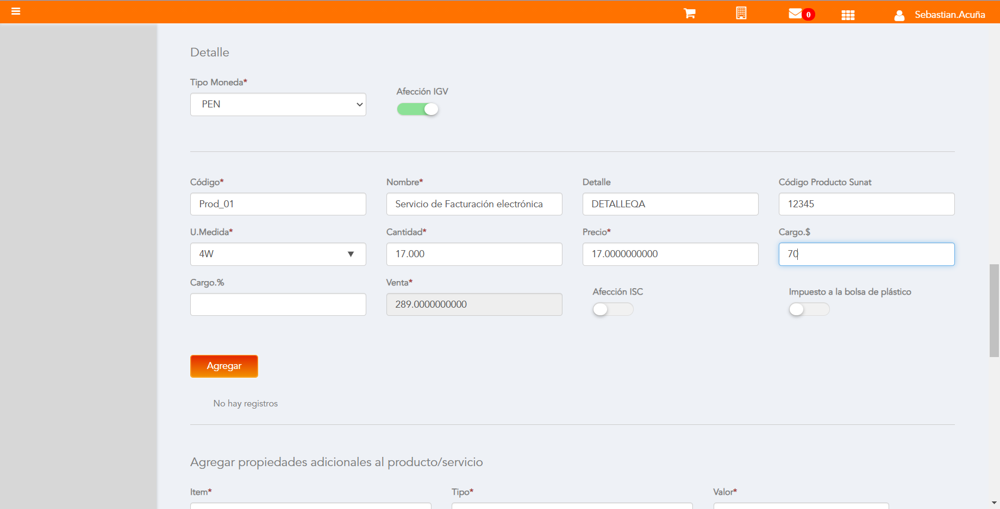 0
Sebastian.Acuña
Detalle
Tipo Moneda*
Afección IGV
PEN
Código*
Nombre*
Detalle
Código Producto Sunat
Prod_01
Servicio de Facturación electrónica
DETALLEQA
12345
U.Medida*
Cantidad*
Precio*
Cargo.$
4W
17.000
17.0000000000
70
Cargo.%
Venta*
Afección ISC
Impuesto a la bolsa de plástico
289.0000000000
Agregar
No hay registros
Agregar propiedades adicionales al producto/servicio
Item*
Tipo*
Valor*